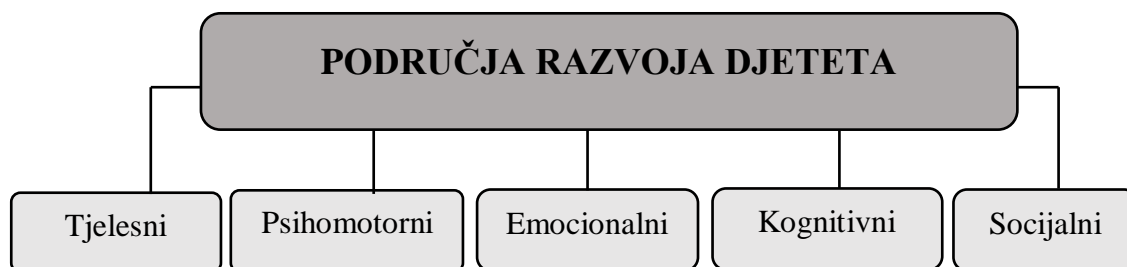 PODRUČJA RAZVOJA DJETETA
Tjelesni
Psihomotorni
Emocionalni
Kognitivni
Socijalni